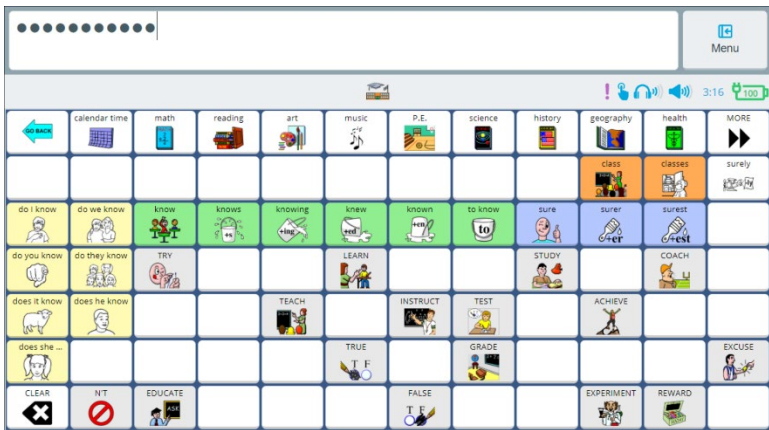 Menu
3:16 100
GO BACK calendar time math reading art music P.E. science history geography health MORE
class classes surely
do I know do we know know knows knowing knew known to know sure surer surest
+s +ing +ed +en to +er +est
do you know do they know TRY LEARN STUDY COACH
does it know does he know TEACH INSTRUCT TEST ACHIEVE
does she ... TRUE GRADE EXCUSE
T F
CLEAR N'T EDUCATE FALSE EXPERIMENT REWARD
ASK T F